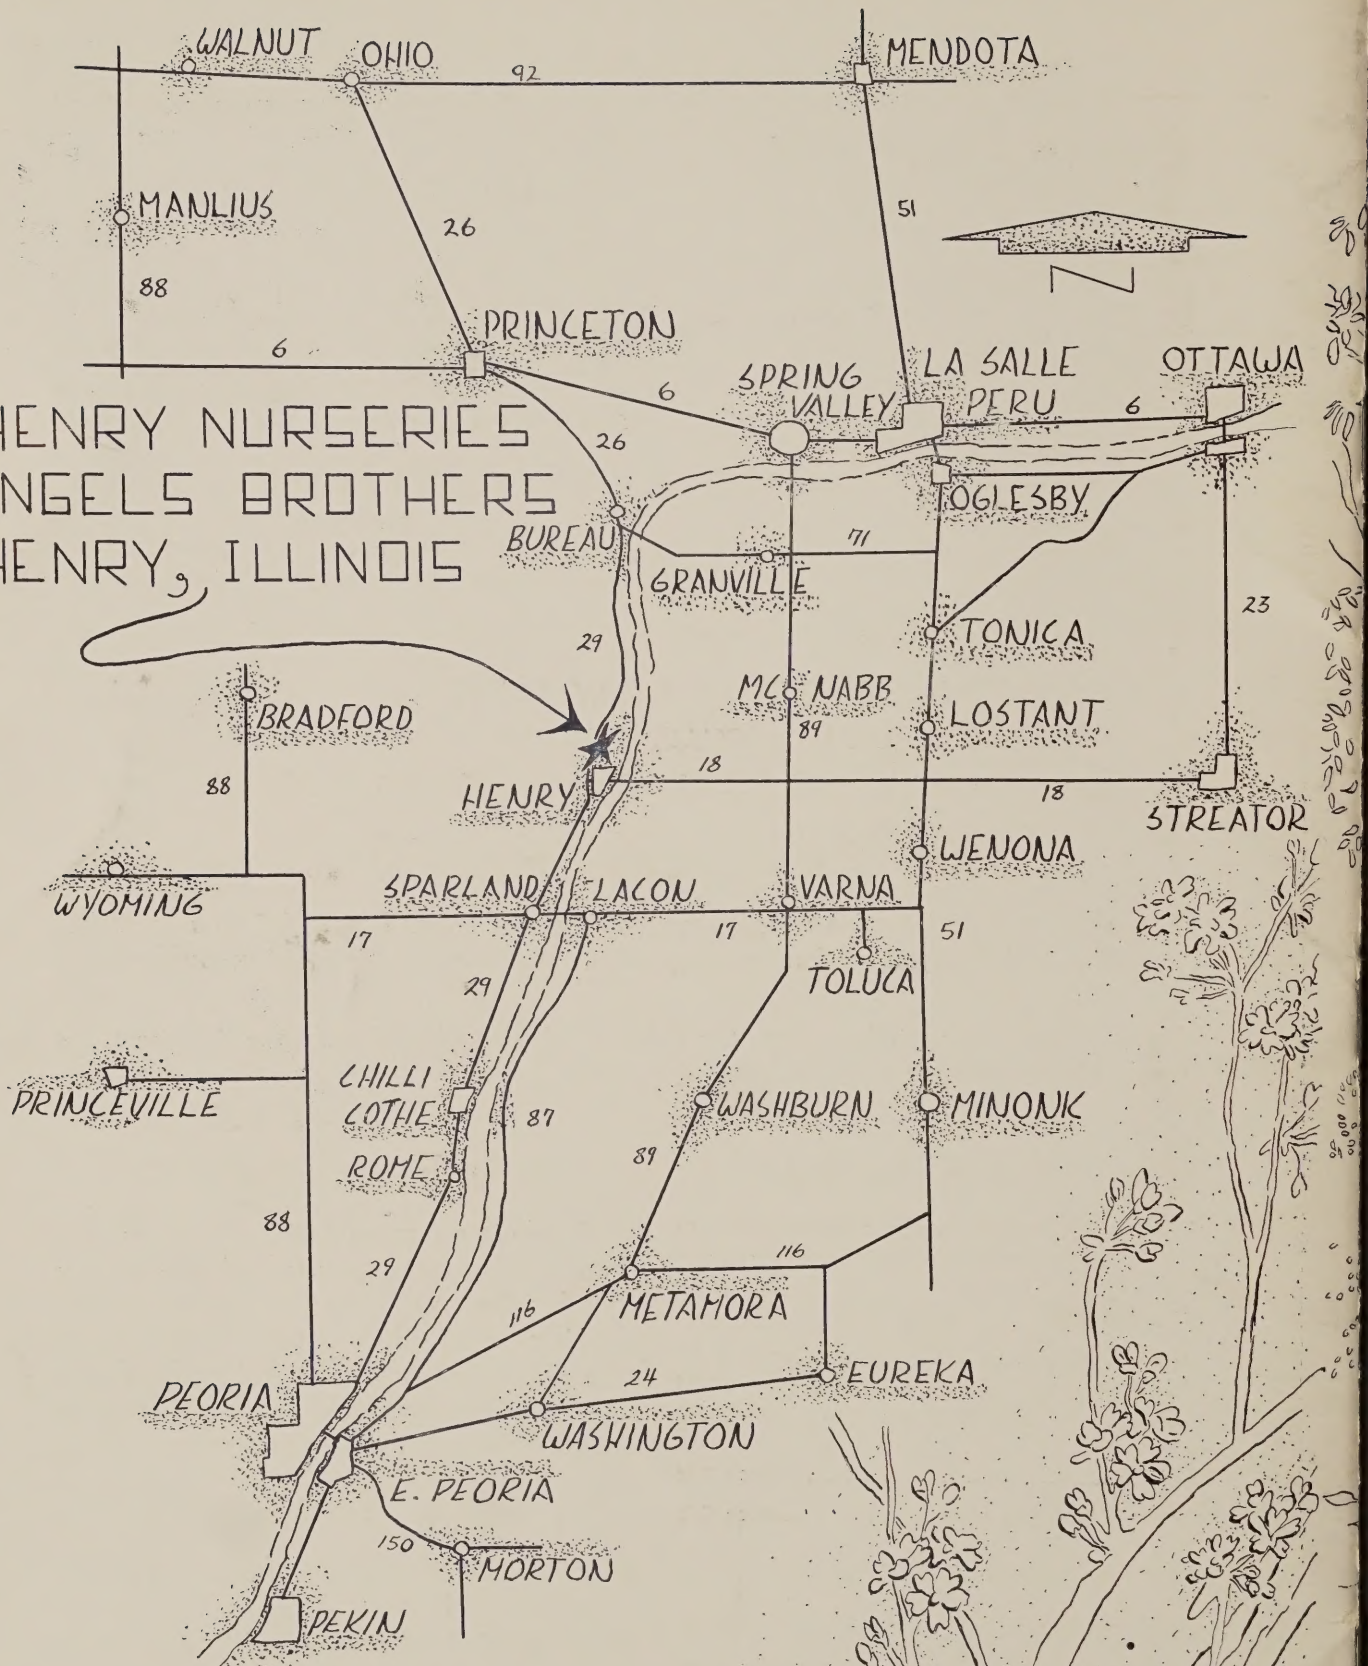 WALNUT
OHIO
92
MENDOTA
MANLIUS
26
51
88
N
PRINCETON
6
6
SPRING
VALLEY
LA SALLE
PERU
6
OTTAWA
HENRY NURSERIES
NGELS BROTHERS
HENRY, ILLINOIS
26
BUREAU
OGLESBY
71
GRANVILLE
23
29
TONICA
MC NABB
89
BRADFORD
LOSTANT
88
HENRY
18
18
STREATOR
WENONA
WYOMING
SPARLAND
LACON
VARNA
17
17
51
TOLUCA
29
CHILLI
COTHE
PRINCEVILLE
87
WASHBURN
MINONK
ROME
89
88
29
116
116
METAMORA
PEORIA
24
EUREKA
WASHINGTON
E. PEORIA
150
MORTON
PEKIN